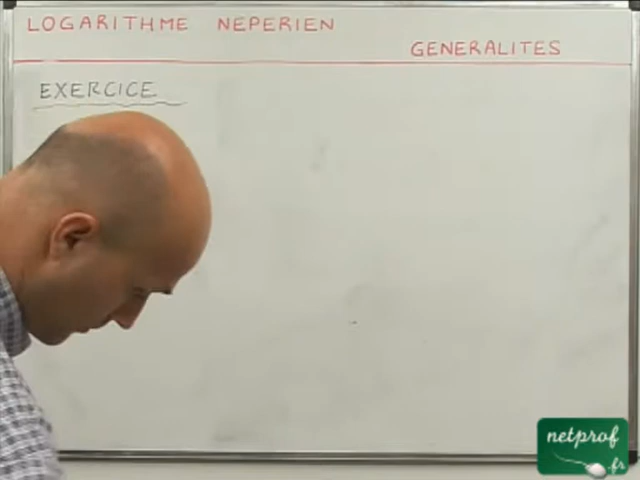 LOGARITHME NEPERIEN
GENERALITES
EXERCICE
netprof
.fr